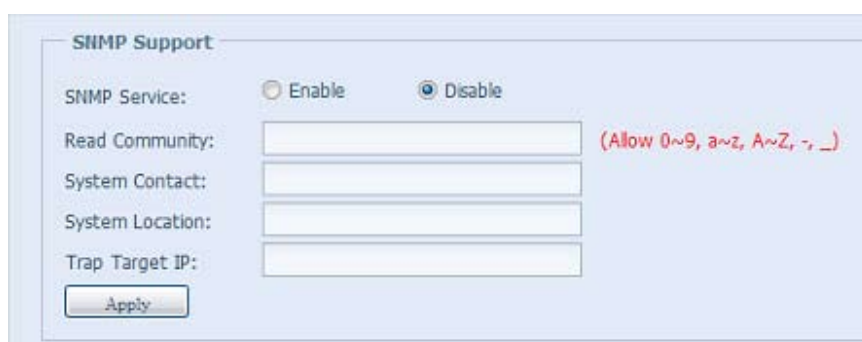 SNMP Support
SNMP Service: Enable Disable
Read Community: (Allow 0~9, a~z, A~Z, -, _)
System Contact:
System Location:
Trap Target IP:
Apply